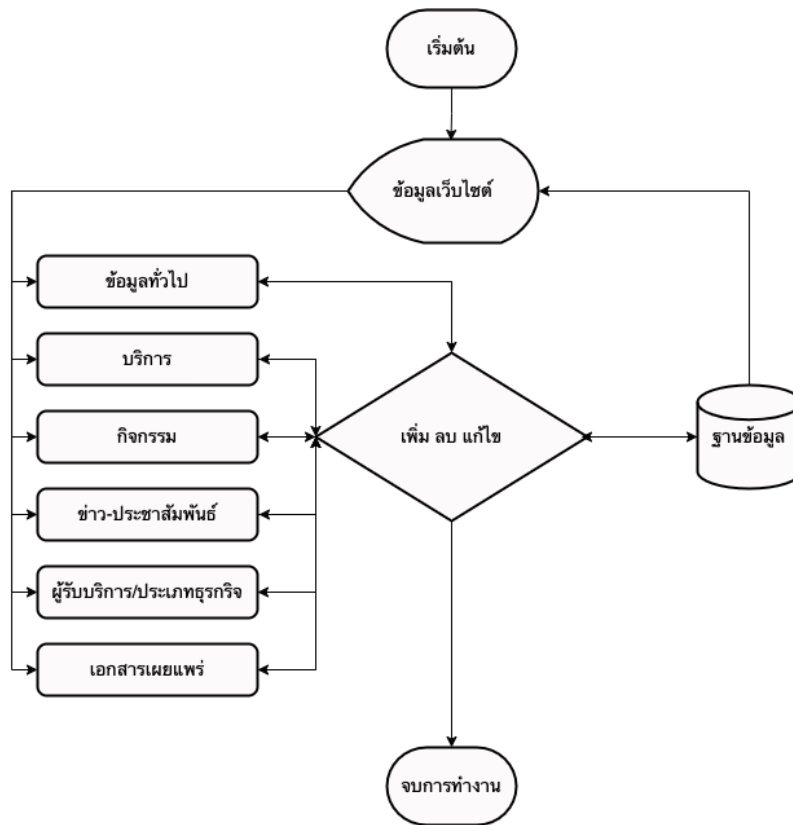 เริ่มต้น
ข้อมูลเว็บไซต์
ข้อมูลทั่วไป
บริการ
กิจกรรม
เพิ่ม ลบ แก้ไข
ฐานข้อมูล
ข่าว-ประชาสัมพันธ์
ผู้รับบริการ/ประเภทธุรกริจ
เอกสารเผยแพร่
จบการทำงาน